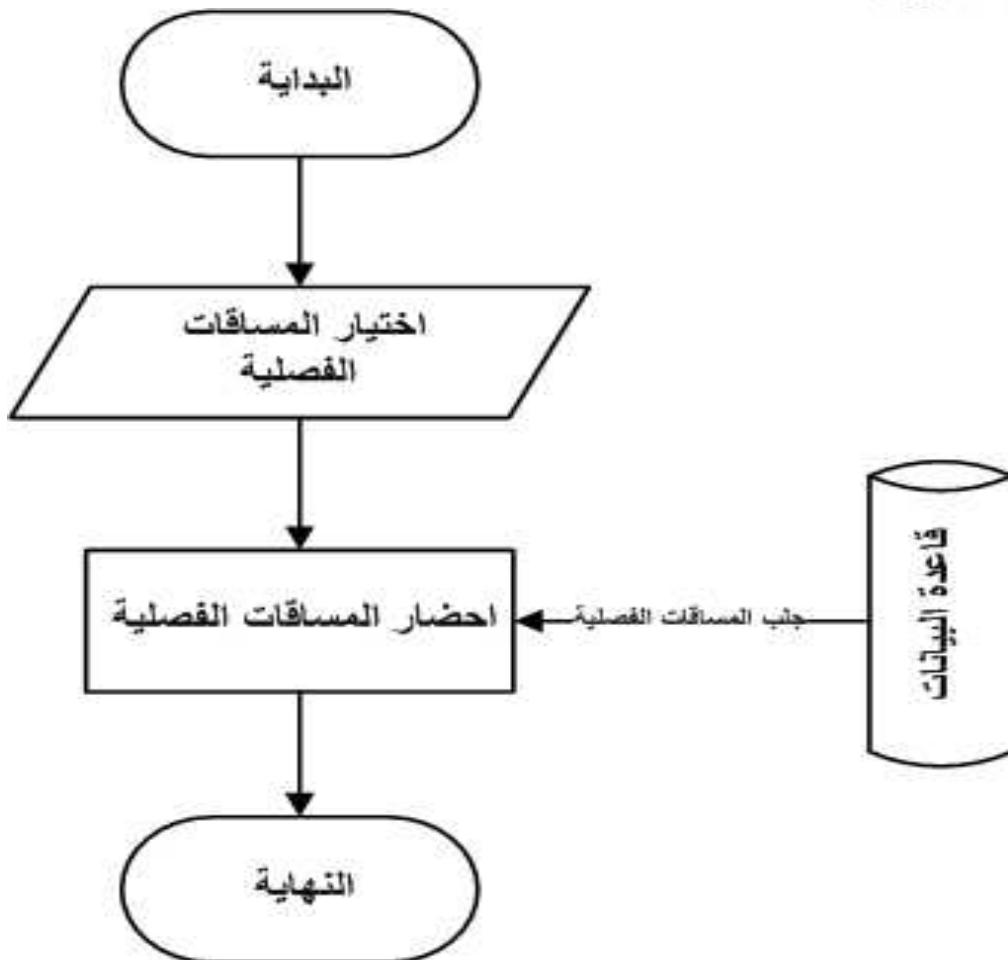 البداية
اختيار المساقات
الفصلية
احضار المساقات الفصلية
جلب المساقات الفصلية
قاعدة البيانات
النهاية